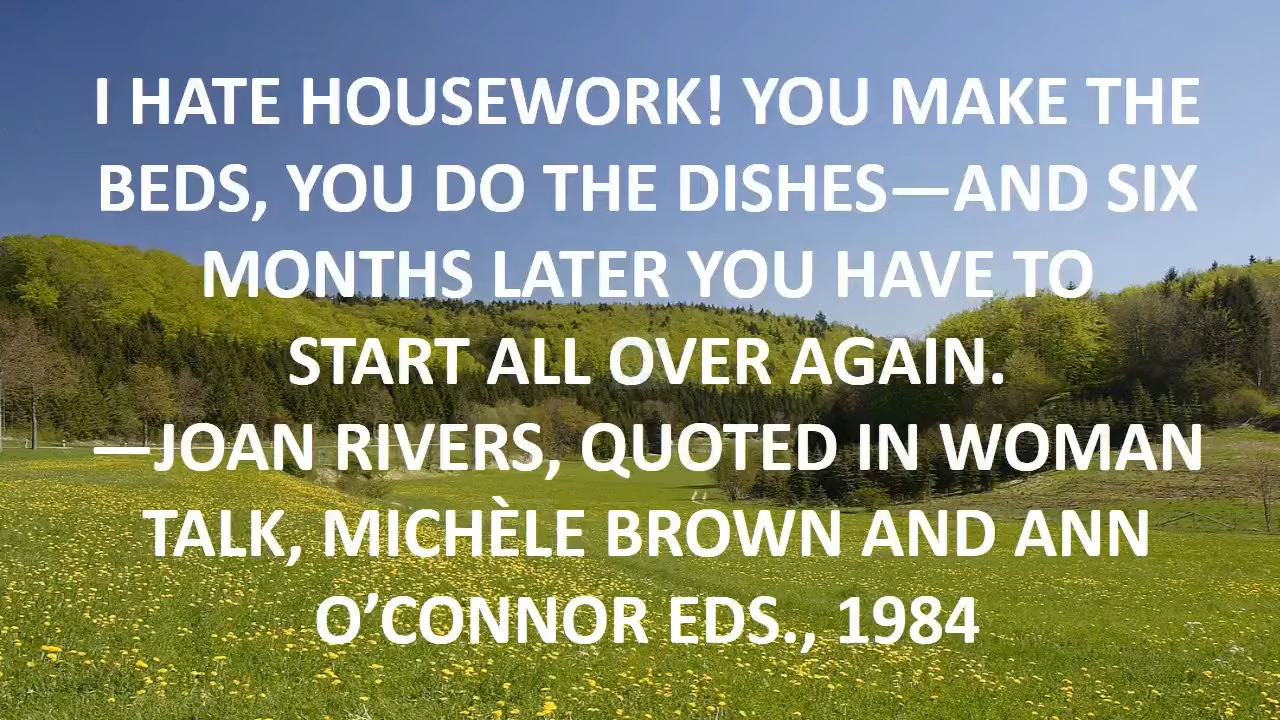 I HATE HOUSEWORK! YOU MAKE THE
BEDS, YOU DO THE DISHES—AND SIX
MONTHS LATER YOU HAVE TO
START ALL OVER AGAIN.
—JOAN RIVERS, QUOTED IN WOMAN
TALK, MICHÈLE BROWN AND ANN
O’CONNOR EDS., 1984